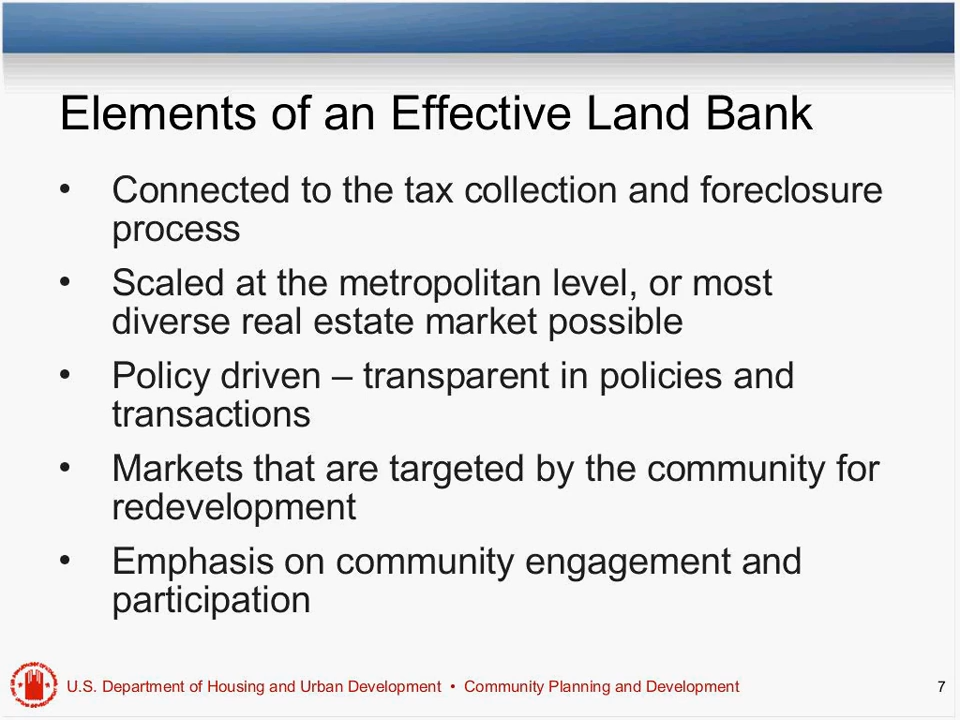 Elements of an Effective Land Bank
• Connected to the tax collection and foreclosure
process
• Scaled at the metropolitan level, or most
diverse real estate market possible
• Policy driven – transparent in policies and
transactions
• Markets that are targeted by the community for
redevelopment
• Emphasis on community engagement and
participation
U.S. Department of Housing and Urban Development • Community Planning and Development 7